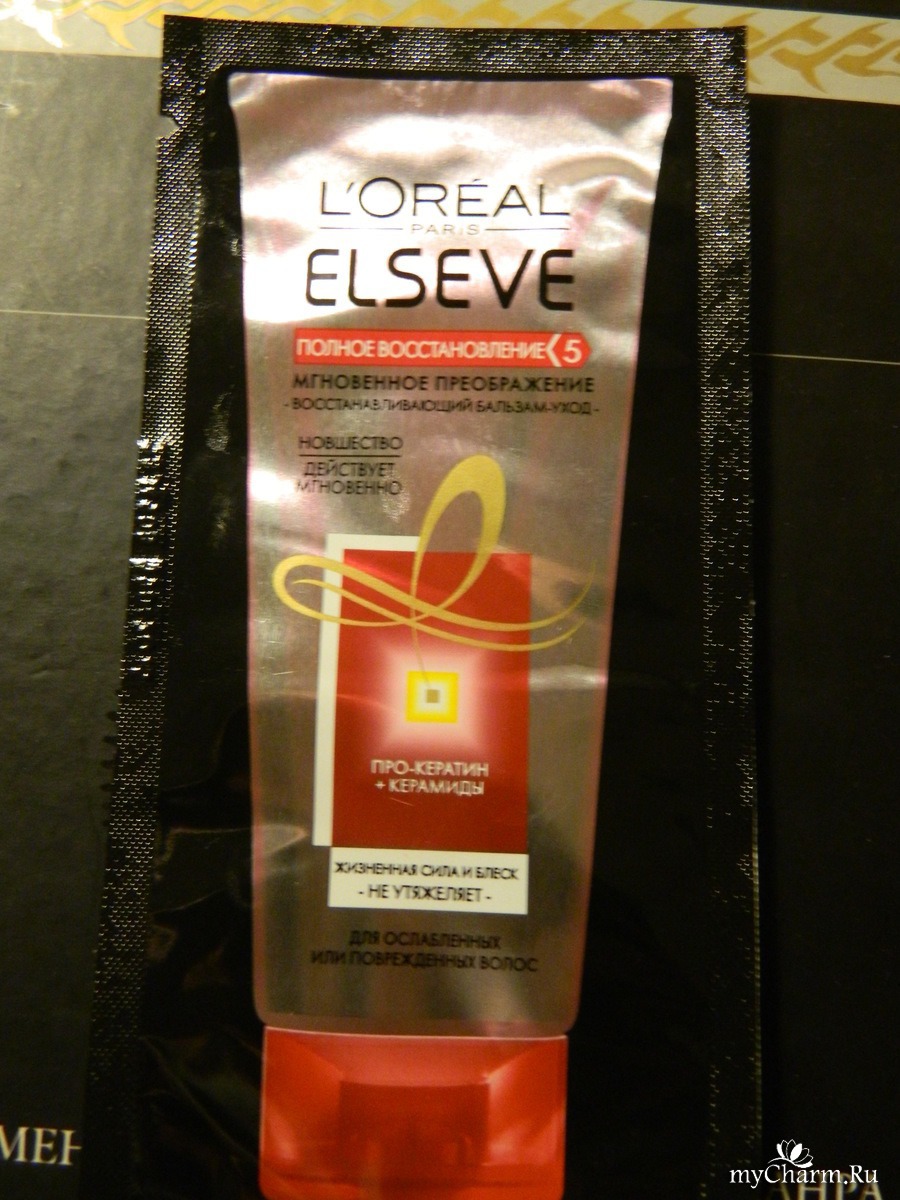 L'ORÉAL
PARIS
ELSEVE
ПОЛНОЕ ВОССТАНОВЛЕНИЕ 5
МГНОВЕННОЕ ПРЕОБРАЖЕНИЕ
- ВОССТАНАВЛИВАЮЩИЙ БАЛЬЗАМ-УХОД -
НОВШЕСТВО
ДЕЙСТВУЕТ
МГНОВЕННО
ПРО-КЕРАТИН
+ КЕРАМИДЫ
ЖИЗНЕННАЯ СИЛА И БЛЕСК
- НЕ УТЯЖЕЛЯЕТ -
ДЛЯ ОСЛАБЛЕННЫХ
ИЛИ ПОВРЕЖДЕННЫХ ВОЛОС
myCharm.Ru